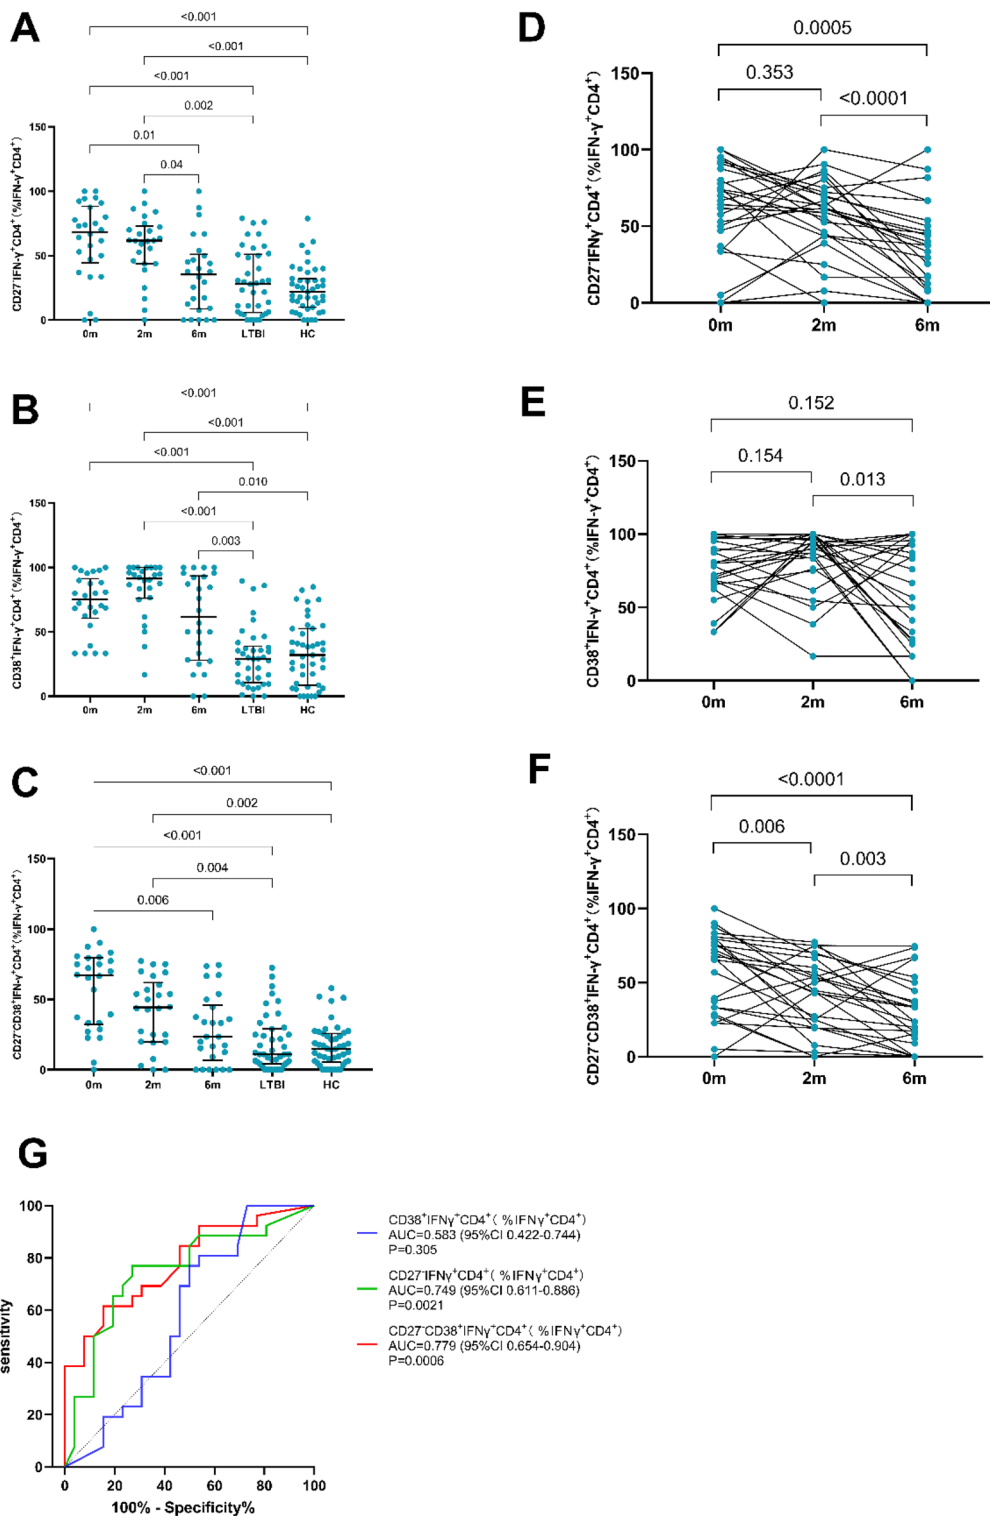 A
<0.001
<0.001
<0.001
0.002
0.01
0.04
CD27⁻IFN-γ⁺CD4⁺ (%IFN-γ⁺CD4⁺)
150
100
50
0
0m 2m 6m LTBI HC
B
<0.001
<0.001
<0.001
0.010
<0.001
0.003
CD38⁺IFN-γ⁺CD4⁺ (%IFN-γ⁺CD4⁺)
150
100
50
0
0m 2m 6m LTBI HC
C
<0.001
0.002
<0.001
0.004
0.006
CD27⁻CD38⁺IFN-γ⁺CD4⁺(%IFN-γ⁺CD4⁺)
150
100
50
0
0m 2m 6m LTBI HC
D
0.0005
0.353
<0.0001
CD27⁻IFNγ⁺CD4⁺ (%IFN-γ⁺CD4⁺)
150
100
50
0
0m 2m 6m
E
0.152
0.154
0.013
CD38⁺IFN-γ⁺CD4⁺ (%IFN-γ⁺CD4⁺)
150
100
50
0
0m 2m 6m
F
<0.0001
0.006
0.003
CD27⁻CD38⁺IFN-γ⁺CD4⁺ (%IFN-γ⁺CD4⁺)
150
100
50
0
0m 2m 6m
G
sensitivity
100
80
60
40
20
0
0 20 40 60 80 100
100% - Specificity%
CD38⁺IFNγ⁺CD4⁺( %IFNγ⁺CD4⁺)
AUC=0.583 (95%CI 0.422-0.744)
P=0.305
CD27⁻IFNγ⁺CD4⁺( %IFNγ⁺CD4⁺)
AUC=0.749 (95%CI 0.611-0.886)
P=0.0021
CD27⁻CD38⁺IFNγ⁺CD4⁺( %IFNγ⁺CD4⁺)
AUC=0.779 (95%CI 0.654-0.904)
P=0.0006